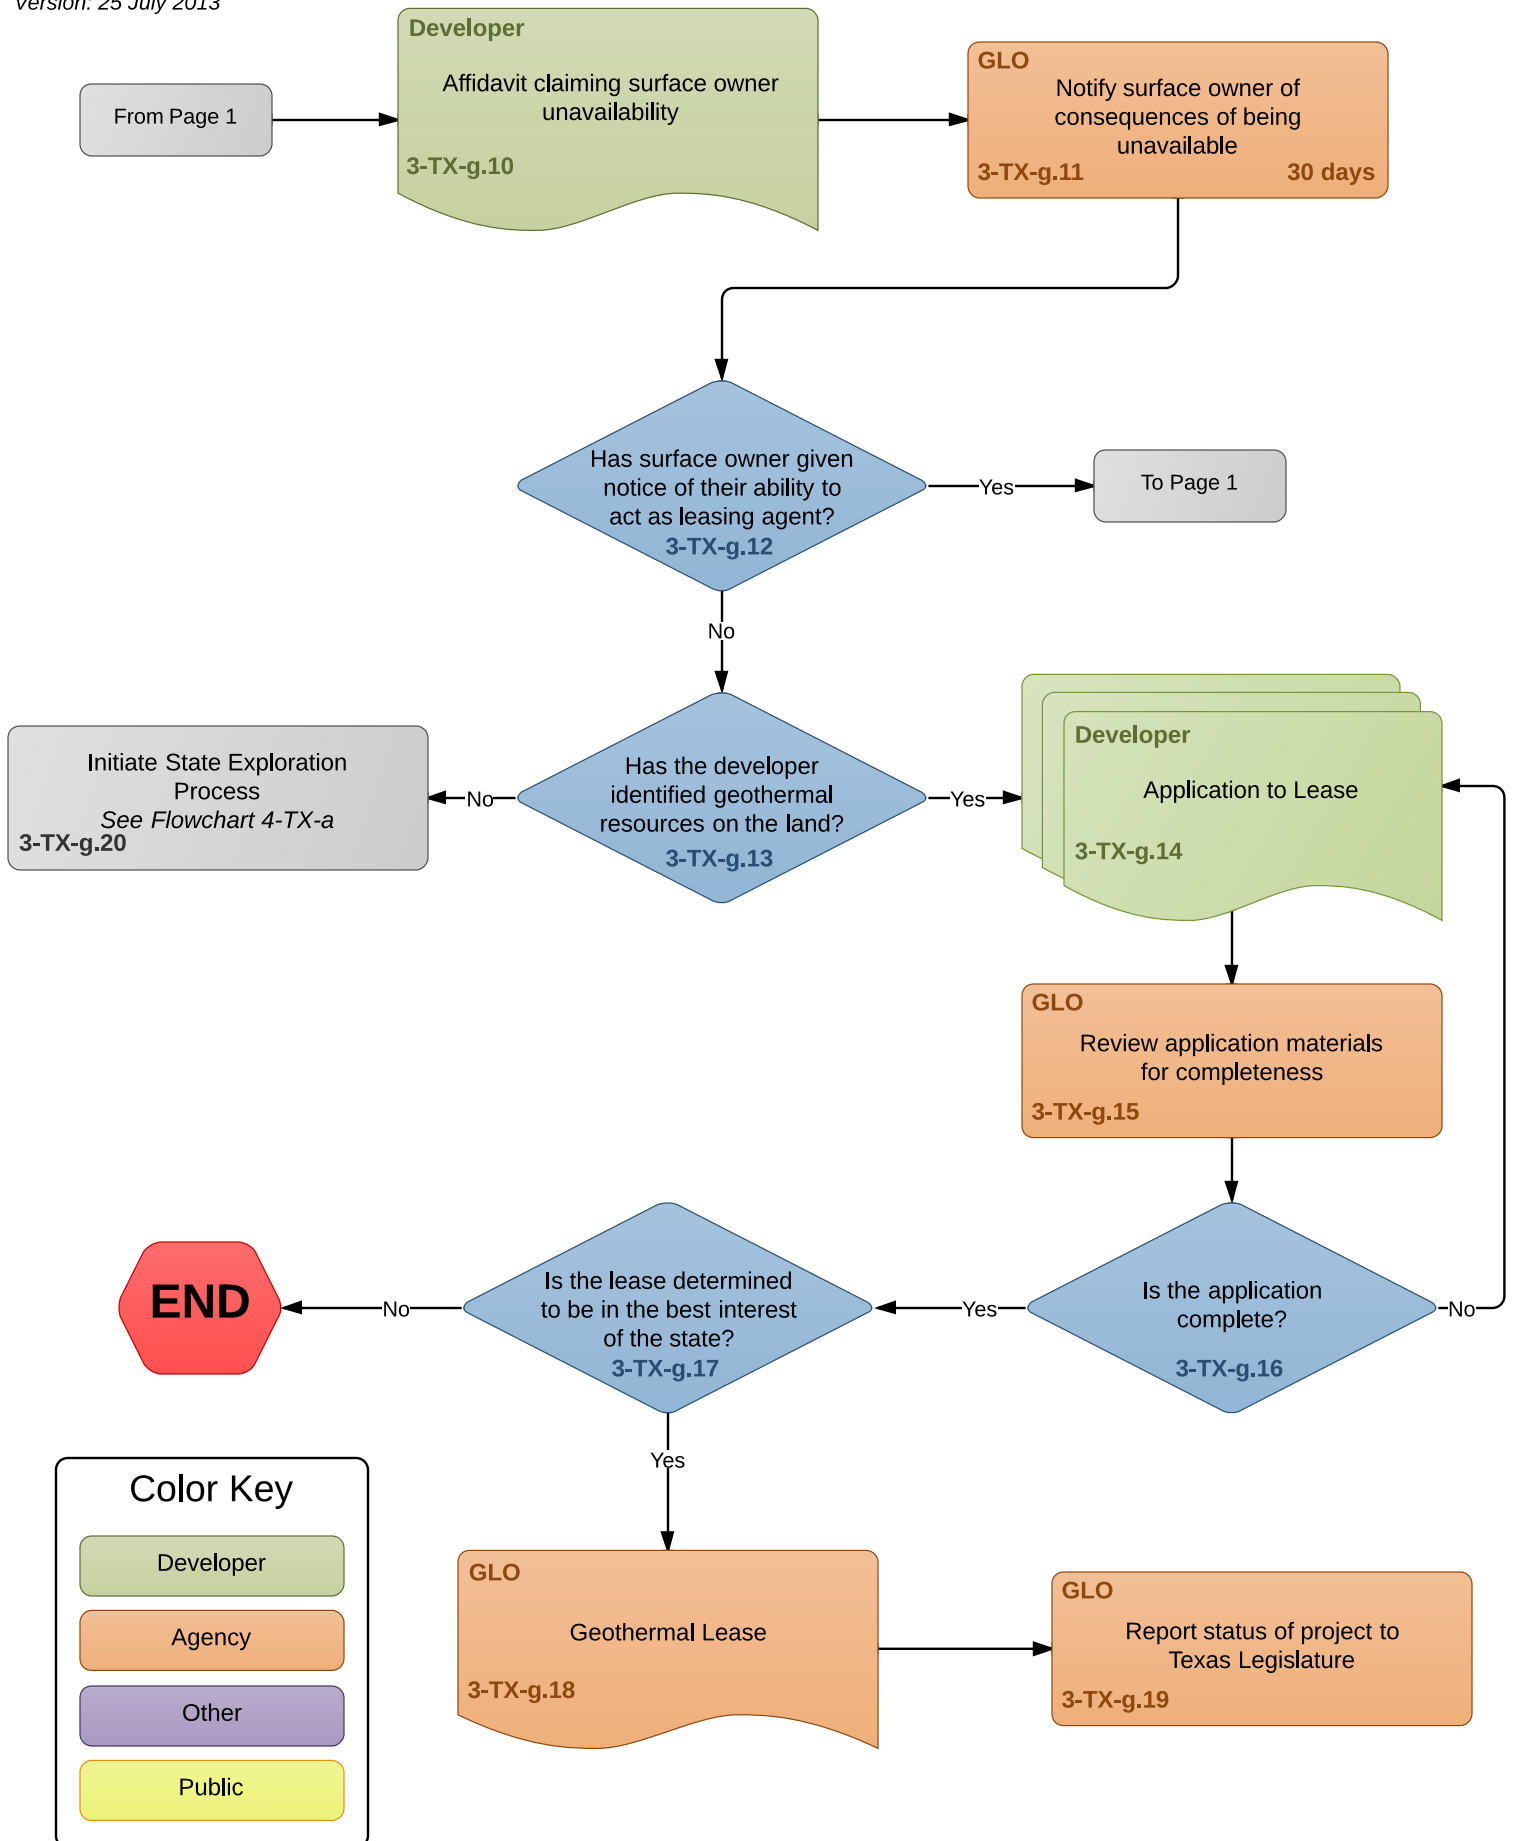 Version: 25 July 2013
Developer
Affidavit claiming surface owner
unavailability
3-TX-g.10
From Page 1
GLO
Notify surface owner of
consequences of being
unavailable
3-TX-g.11
30 days
Has surface owner given
notice of their ability to
act as leasing agent?
3-TX-g.12
Yes
To Page 1
No
Has the developer
identified geothermal
resources on the land?
3-TX-g.13
No
Initiate State Exploration
Process
See Flowchart 4-TX-a
3-TX-g.20
Yes
Developer
Application to Lease
3-TX-g.14
GLO
Review application materials
for completeness
3-TX-g.15
Is the application
complete?
3-TX-g.16
No
Yes
Is the lease determined
to be in the best interest
of the state?
3-TX-g.17
No
END
Yes
GLO
Geothermal Lease
3-TX-g.18
GLO
Report status of project to
Texas Legislature
3-TX-g.19
Color Key
Developer
Agency
Other
Public